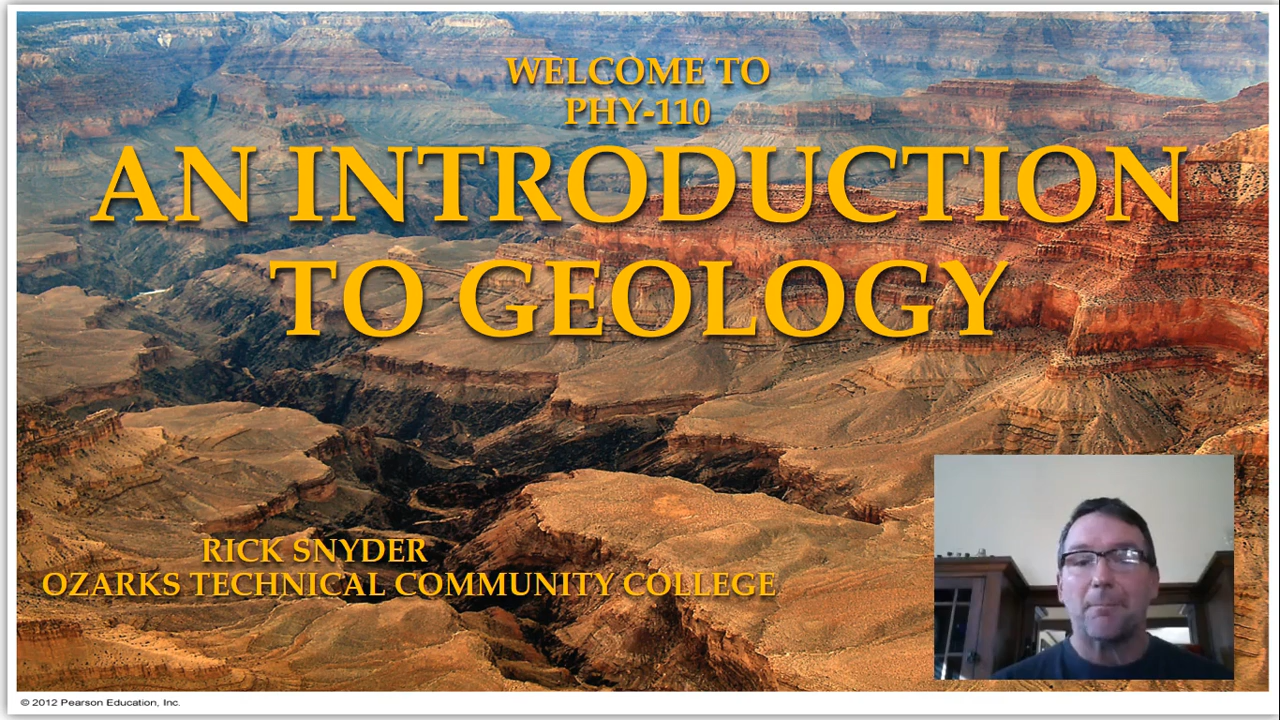 WELCOME TO
PHY-110
AN INTRODUCTION
TO GEOLOGY
RICK SNYDER
OZARKS TECHNICAL COMMUNITY COLLEGE
© 2012 Pearson Education, Inc.